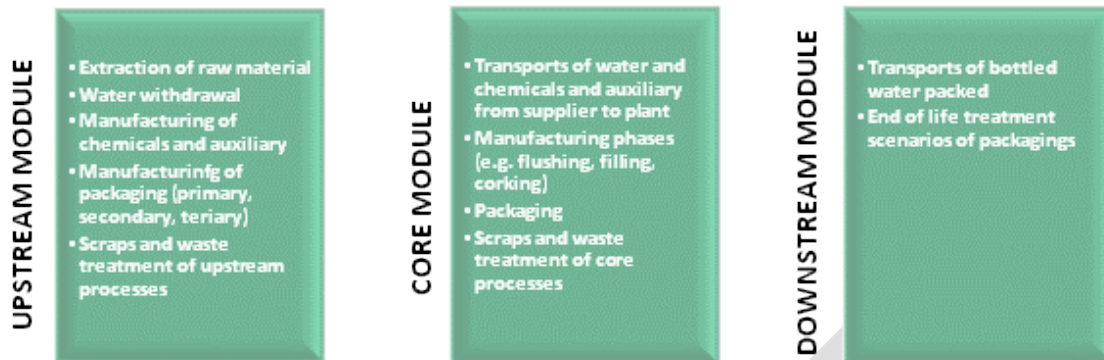 UPSTREAM MODULE
▪ Extraction of raw material
▪ Water withdrawal
▪ Manufacturing of
chemicals and auxiliary
▪ Manufacturinfg of
packaging (primary,
secondary, teriary)
▪ Scraps and waste
treatment of upstream
processes
CORE MODULE
▪ Transports of water and
chemicals and auxiliary
from supplier to plant
▪ Manufacturing phases
(e.g. flushing, filling,
corking)
▪ Packaging
▪ Scraps and waste
treatment of core
processes
DOWNSTREAM MODULE
▪ Transports of bottled
water packed
▪ End of life treatment
scenarios of packagings